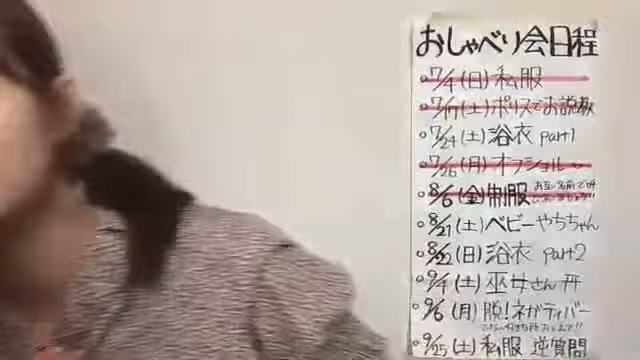 おしゃべり会日程
7/4(日)私服
7/17(土)ポリスでお説教
7/24(土)浴衣 part1
7/26(月)オフショル
8/6(金)制服
8/21(土)ベビーやちちゃん
8/22(日)浴衣 part2
9/4(土)巫女さん
9/6(月)脱!ネガティバー
9/25(土)私服 逆質問